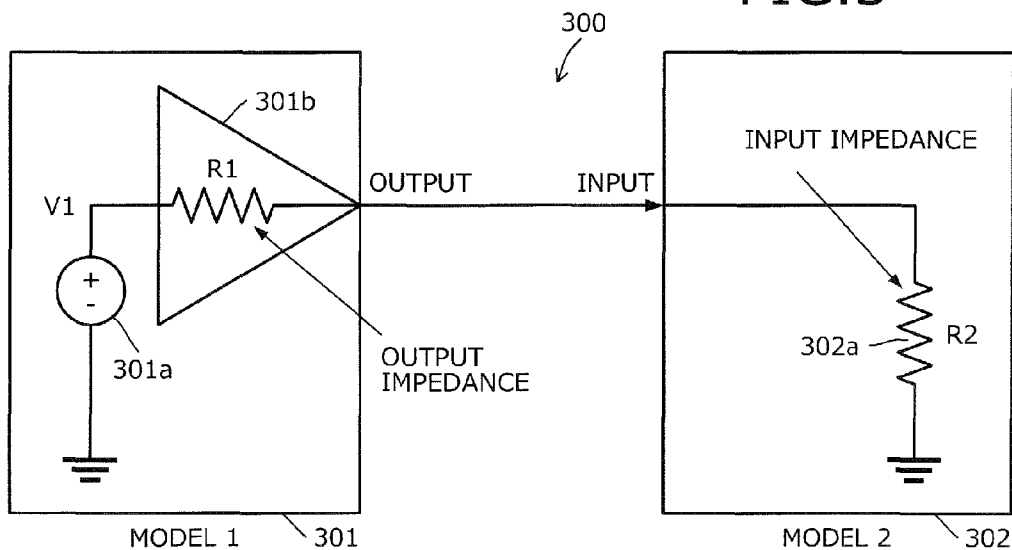 300
301b
R1
V1
OUTPUT
INPUT
INPUT IMPEDANCE
+
-
301a
OUTPUT
IMPEDANCE
302a
R2
MODEL 1
301
MODEL 2
302